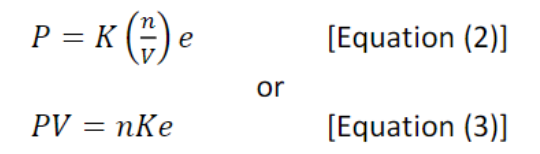 P = K (n/V) e [Equation (2)]
or
PV = nKe [Equation (3)]